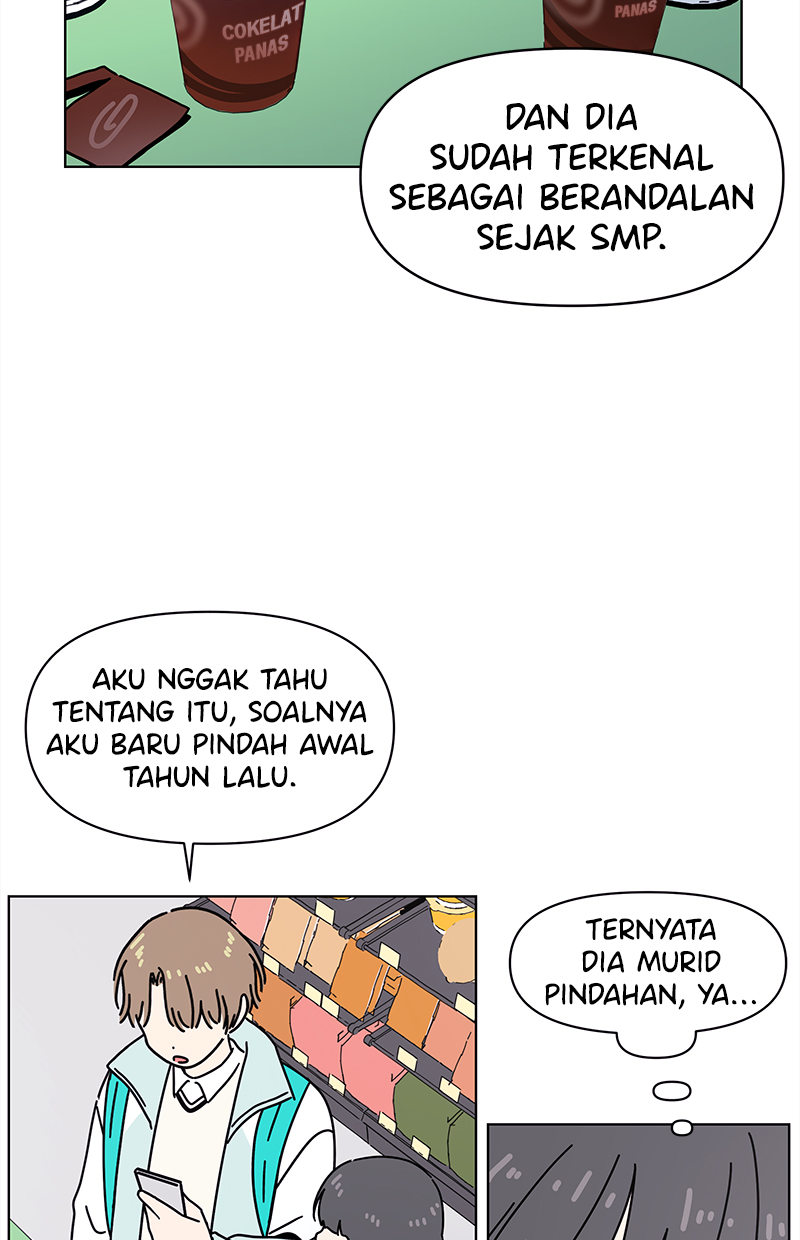 COKELAT
PANAS
PANAS
DAN DIA
SUDAH TERKENAL
SEBAGAI BERANDALAN
SEJAK SMP.
AKU NGGAK TAHU
TENTANG ITU, SOALNYA
AKU BARU PINDAH AWAL
TAHUN LALU.
TERNYATA
DIA MURID
PINDAHAN, YA...